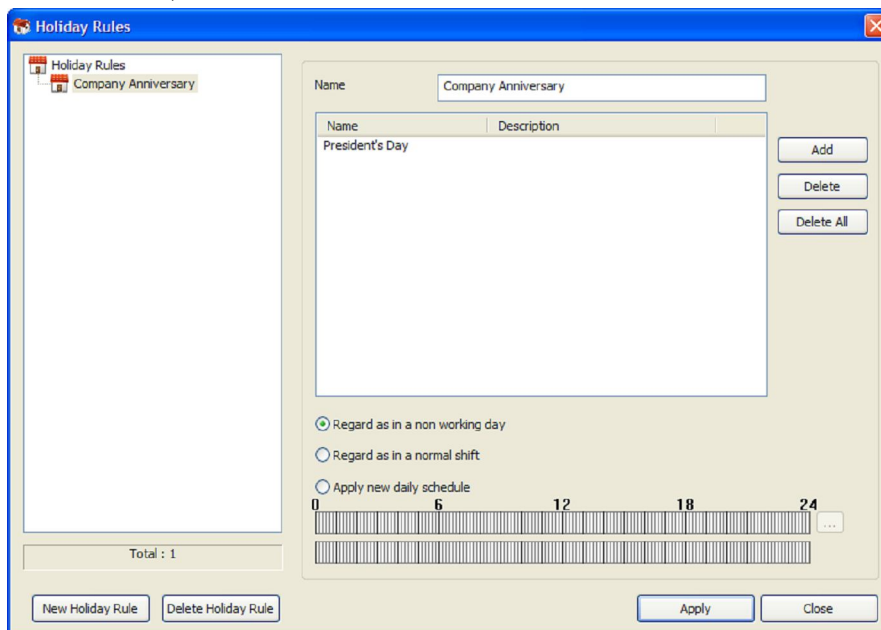 Holiday Rules
Holiday Rules
Company Anniversary
Name Company Anniversary
Name Description
President's Day
Add
Delete
Delete All
Regard as in a non working day
Regard as in a normal shift
Apply new daily schedule
0 6 12 18 24
...
Total : 1
New Holiday Rule Delete Holiday Rule Apply Close